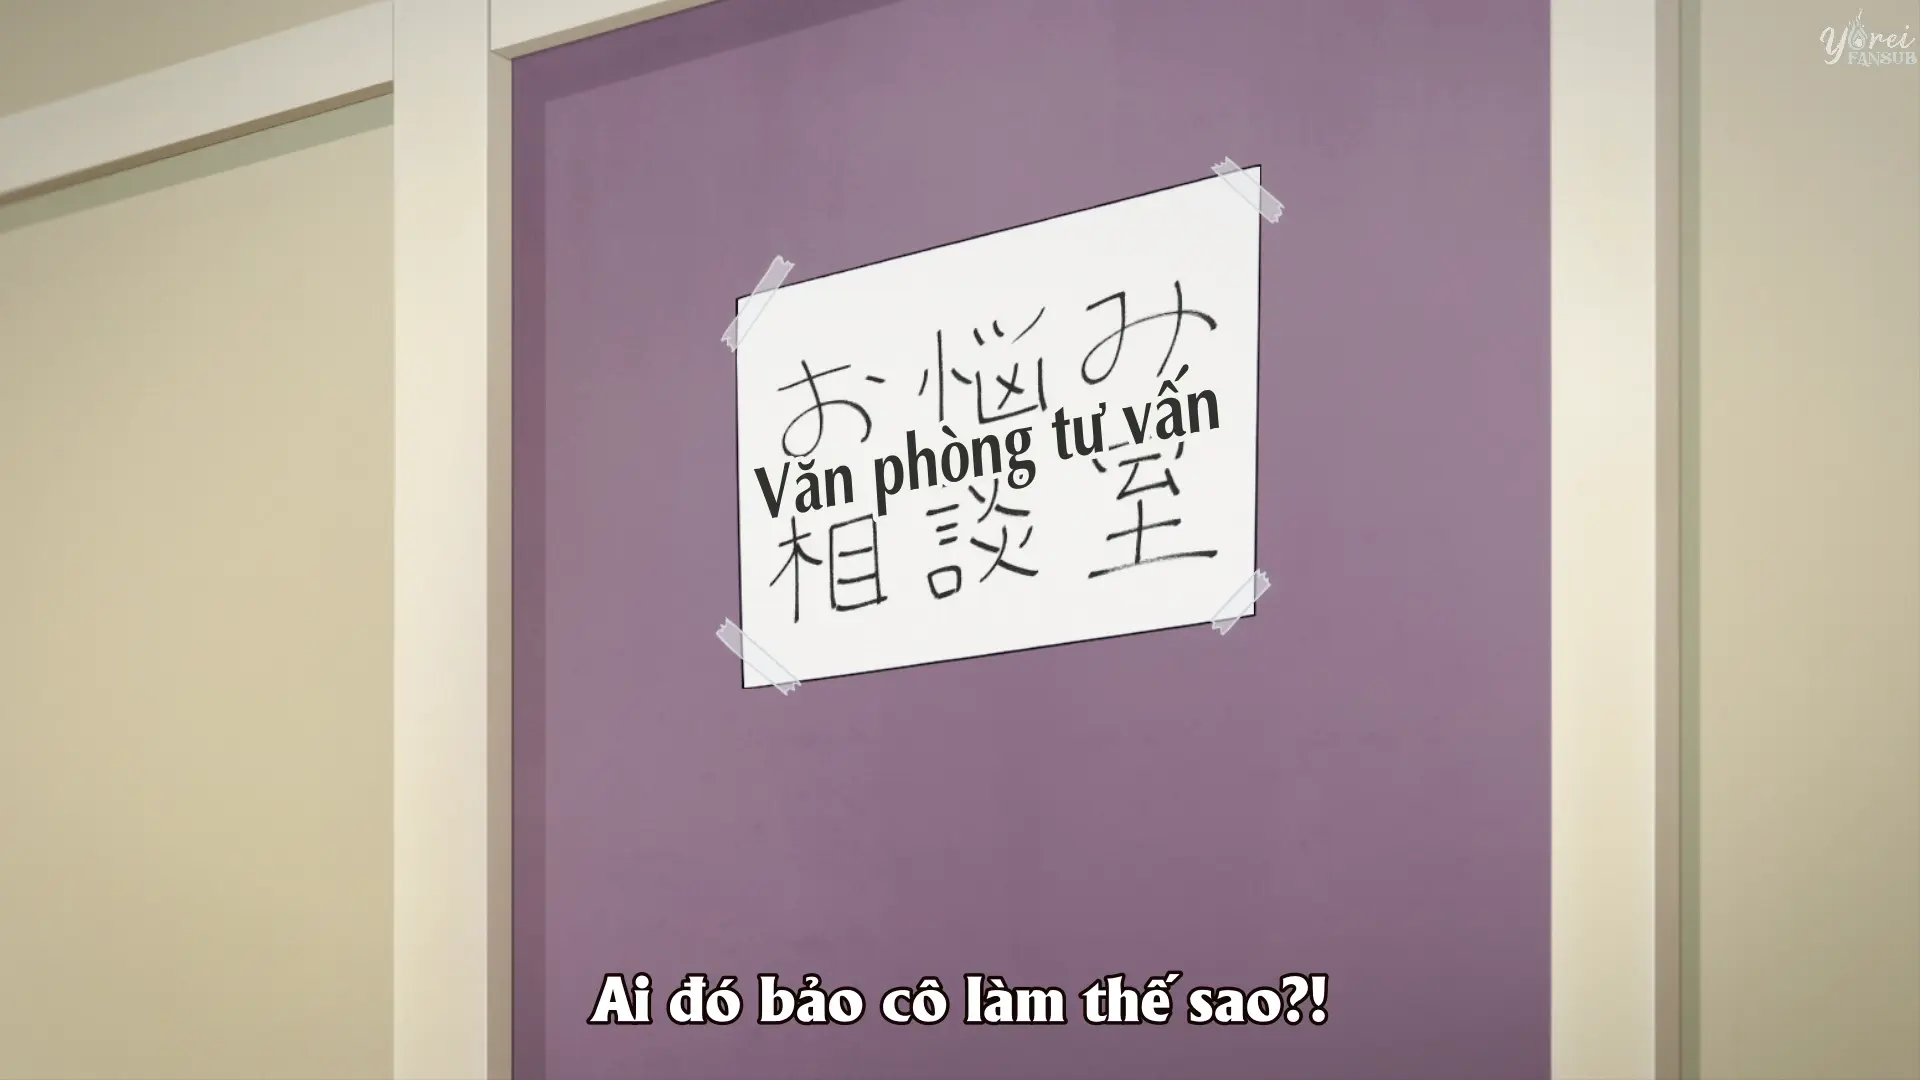 Yorei
FANSUB
お悩み
Văn phòng tư vấn
相談室
Ai đó bảo cô làm thế sao?!